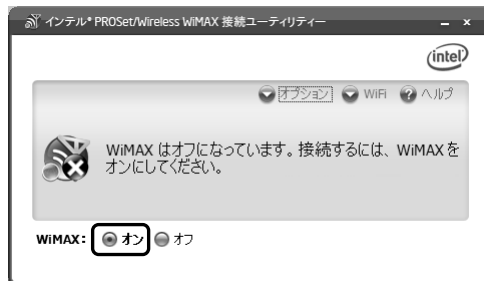 インテル® PROSet/Wireless WiMAX 接続ユーティリティー
intel
オプション WiFi ヘルプ
WiMAX はオフになっています。接続するには、WiMAX を
オンにしてください。
WiMAX: オン オフ